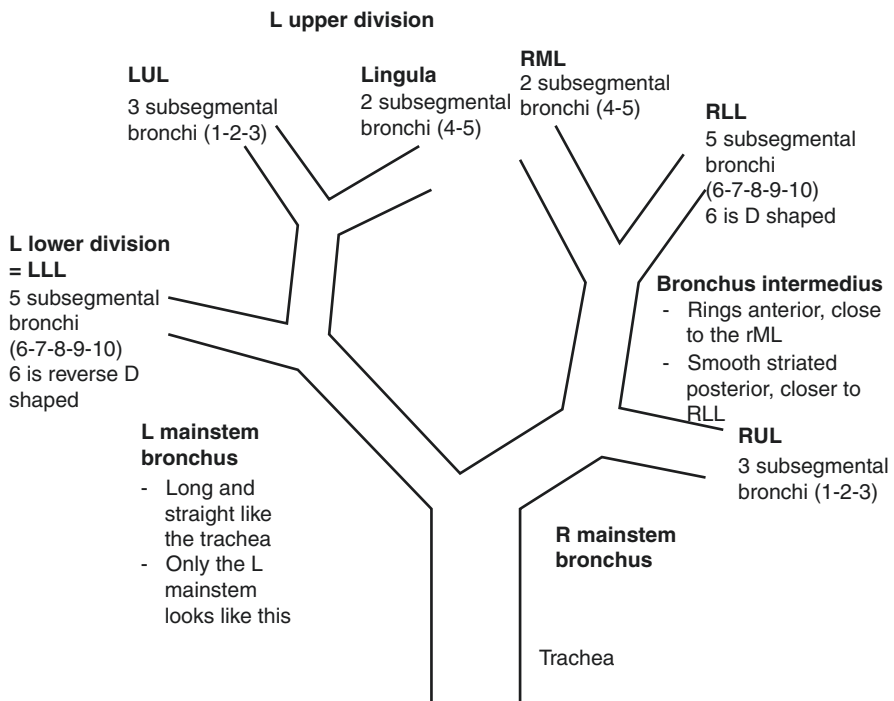 L upper division
LUL
3 subsegmental
bronchi (1-2-3)
Lingula
2 subsegmental
bronchi (4-5)
RML
2 subsegmental
bronchi (4-5)
RLL
5 subsegmental
bronchi
(6-7-8-9-10)
6 is D shaped
L lower division
= LLL
5 subsegmental
bronchi
(6-7-8-9-10)
6 is reverse D
shaped
Bronchus intermedius
- Rings anterior, close
to the rML
- Smooth striated
posterior, closer to
RLL
L mainstem
bronchus
- Long and
straight like
the trachea
- Only the L
mainstem
looks like this
RUL
3 subsegmental
bronchi (1-2-3)
R mainstem
bronchus
Trachea